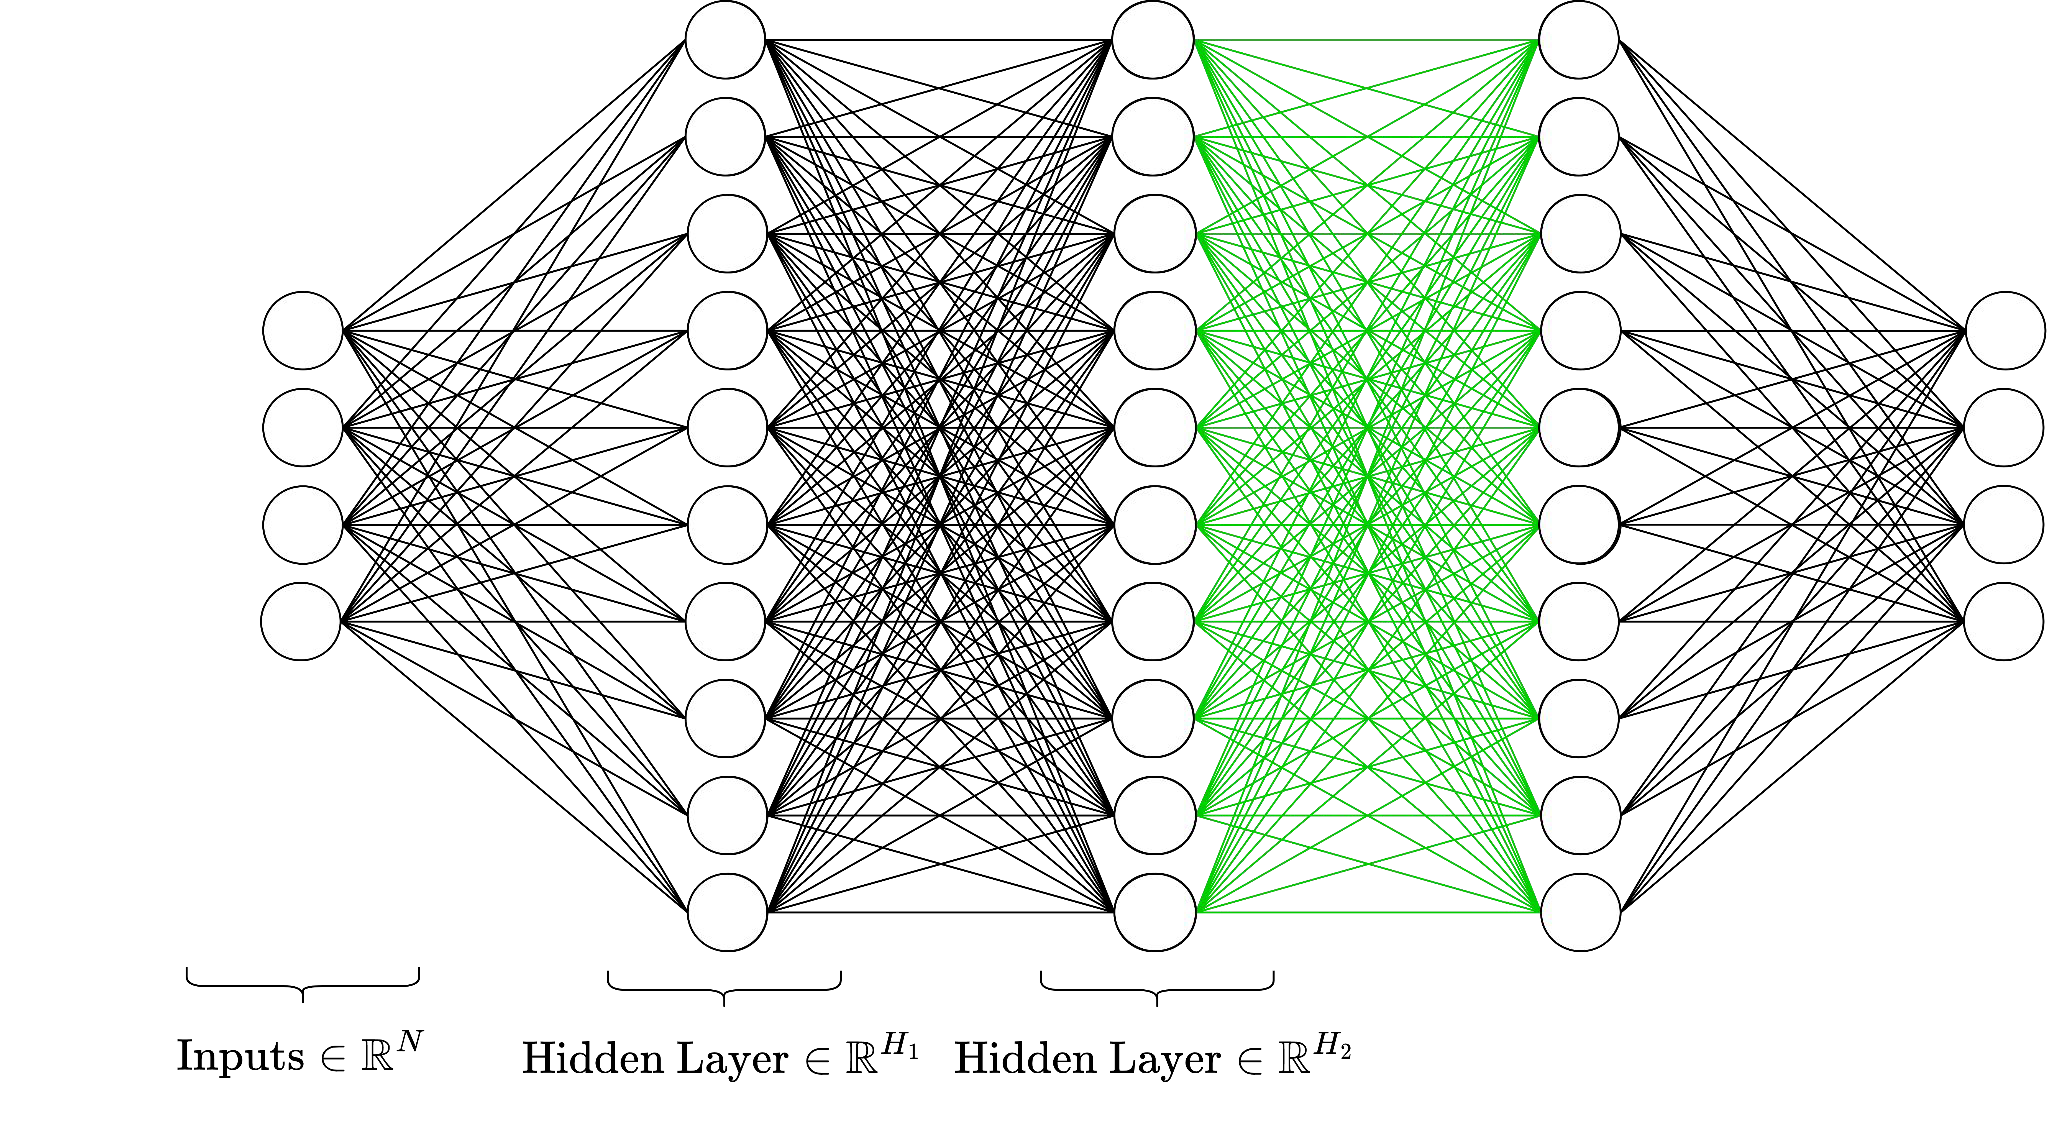 Inputs ∈ ℝ^N
Hidden Layer ∈ ℝ^{H_1}
Hidden Layer ∈ ℝ^{H_2}